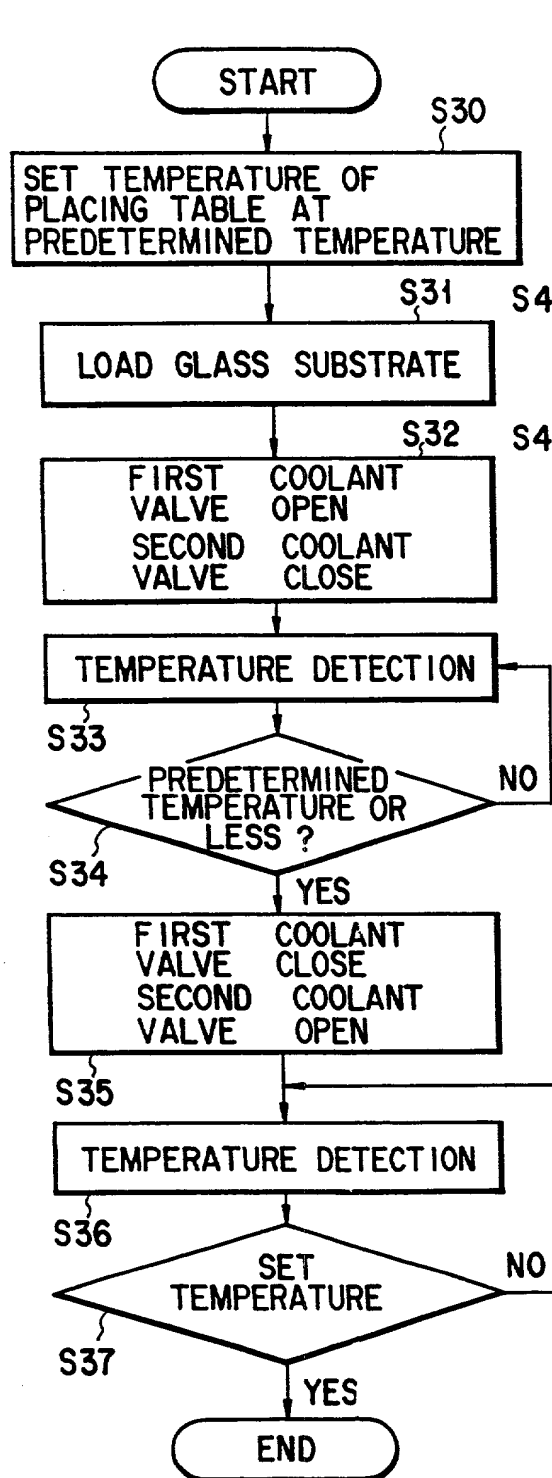 START
S30
SET TEMPERATURE OF
PLACING TABLE AT
PREDETERMINED TEMPERATURE
S31 S4
LOAD GLASS SUBSTRATE
S32 S4
FIRST COOLANT
VALVE OPEN
SECOND COOLANT
VALVE CLOSE
TEMPERATURE DETECTION
S33
PREDETERMINED
TEMPERATURE OR
LESS ?
NO
S34
YES
FIRST COOLANT
VALVE CLOSE
SECOND COOLANT
VALVE OPEN
S35
TEMPERATURE DETECTION
S36
SET
TEMPERATURE
NO
S37
YES
END